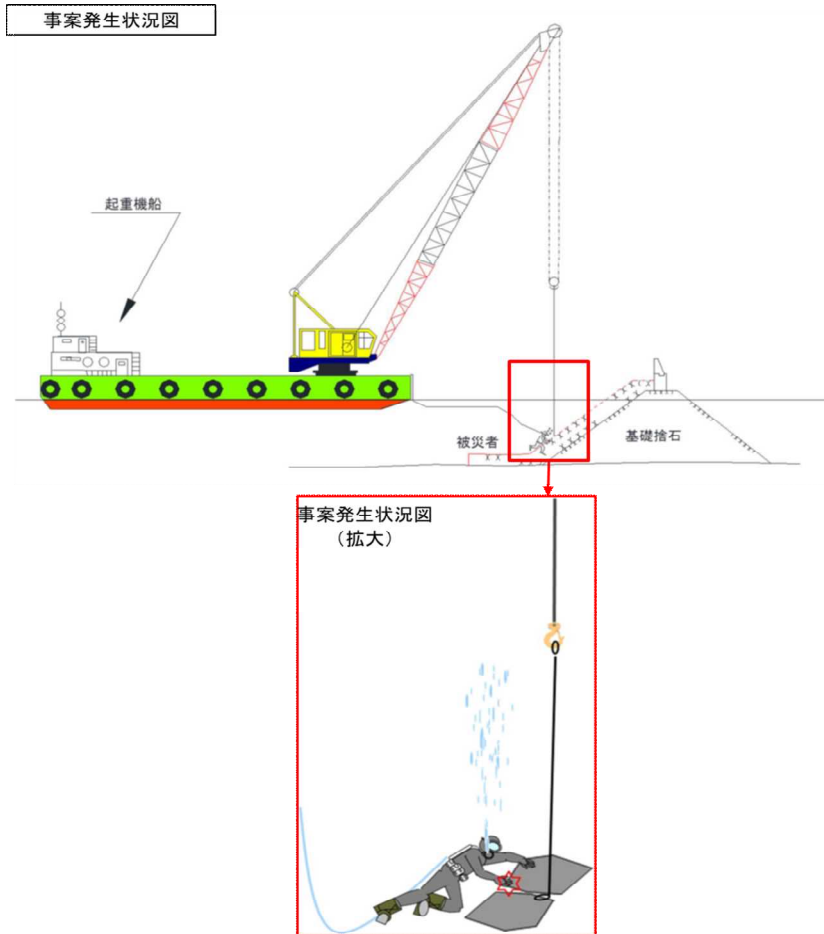 事案発生状況図
起重機船
被災者
基礎捨石
事案発生状況図
（拡大）